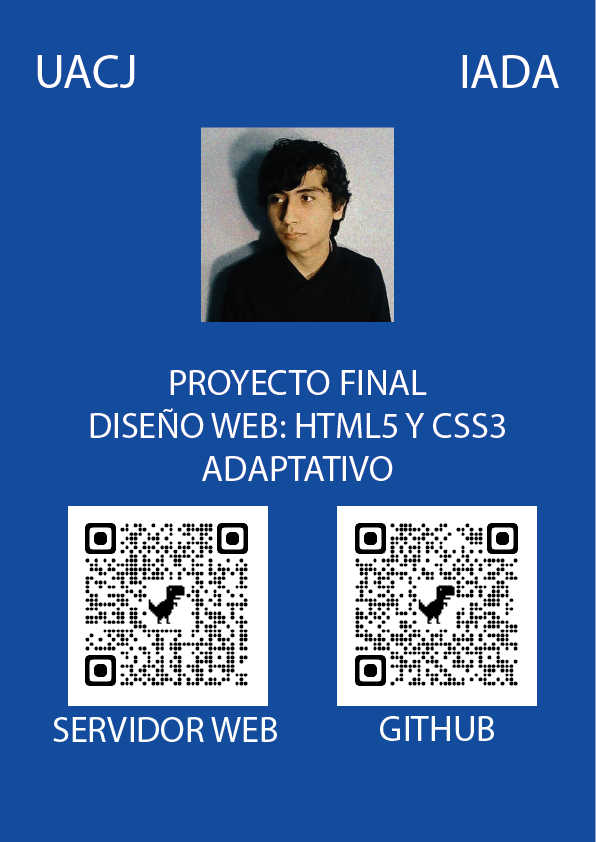 UACJ IADA
PROYECTO FINAL
DISEÑO WEB: HTML5 Y CSS3
ADAPTATIVO
SERVIDOR WEB GITHUB